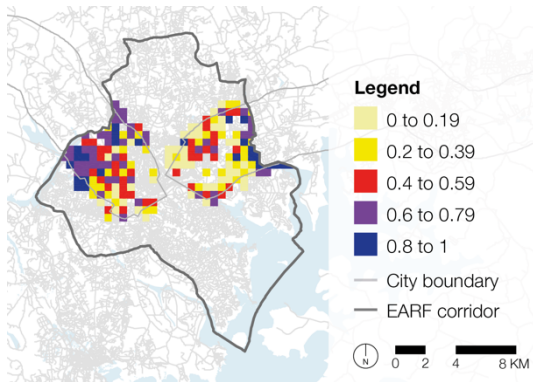 Legend
0 to 0.19
0.2 to 0.39
0.4 to 0.59
0.6 to 0.79
0.8 to 1
City boundary
EARF corridor
N
0 2 4 8 KM